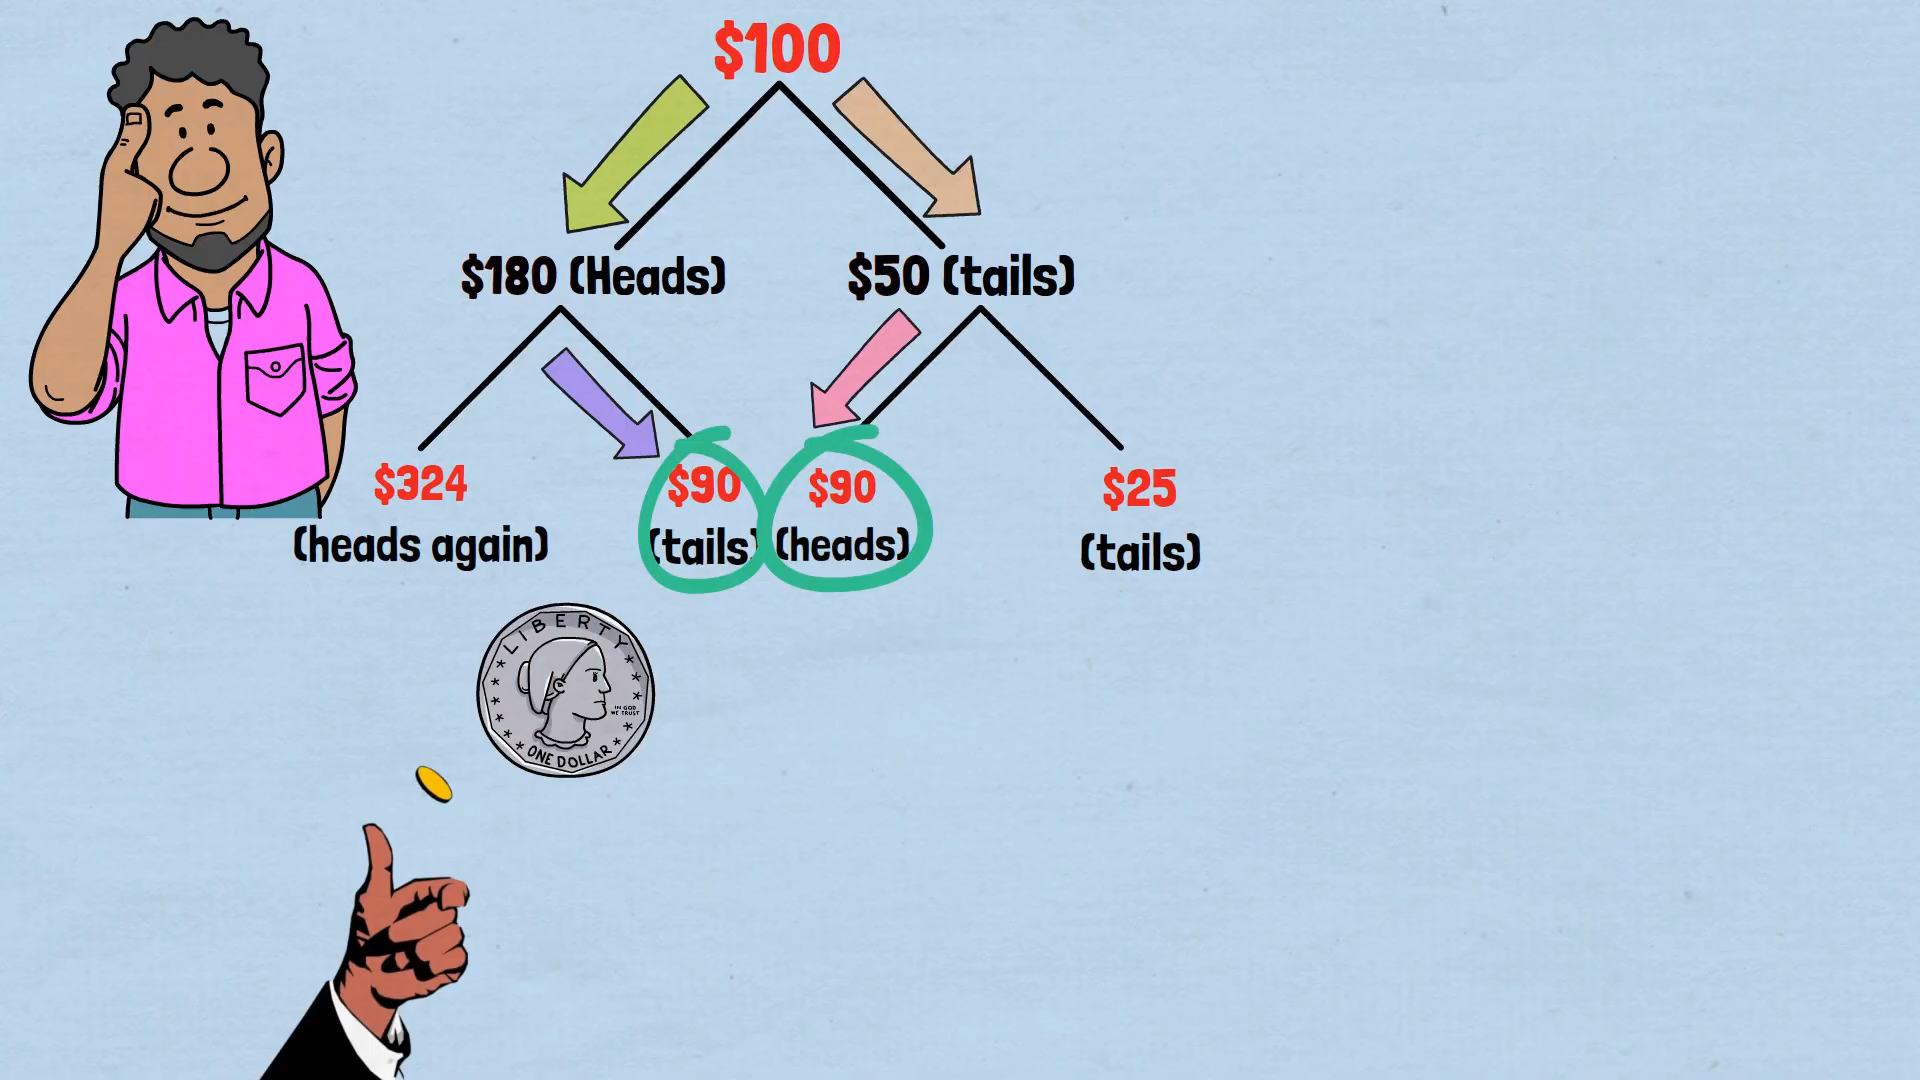 $100
$180 (Heads)
$50 (tails)
$324
(heads again)
$90
(tails)
$90
(heads)
$25
(tails)
LIBERTY
IN GOD
WE TRUST
ONE DOLLAR